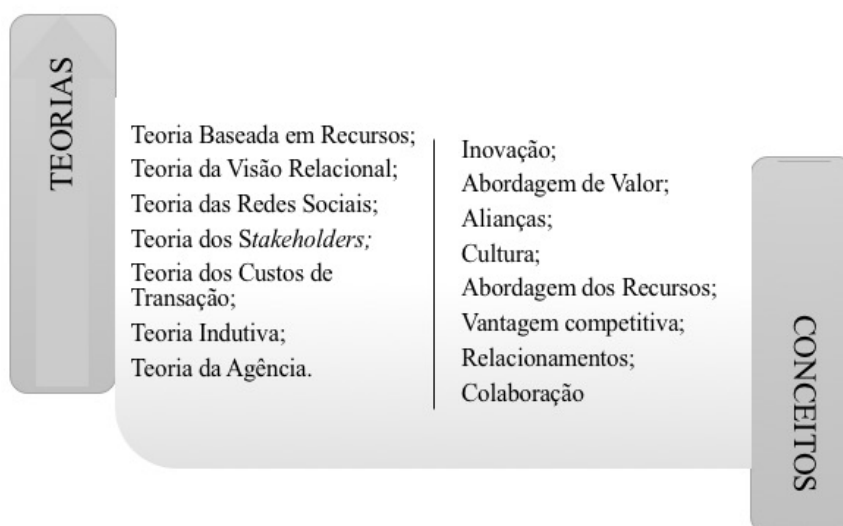 TEORIAS
Teoria Baseada em Recursos;
Teoria da Visão Relacional;
Teoria das Redes Sociais;
Teoria dos Stakeholders;
Teoria dos Custos de
Transação;
Teoria Indutiva;
Teoria da Agência.
Inovação;
Abordagem de Valor;
Alianças;
Cultura;
Abordagem dos Recursos;
Vantagem competitiva;
Relacionamentos;
Colaboração
CONCEITOS